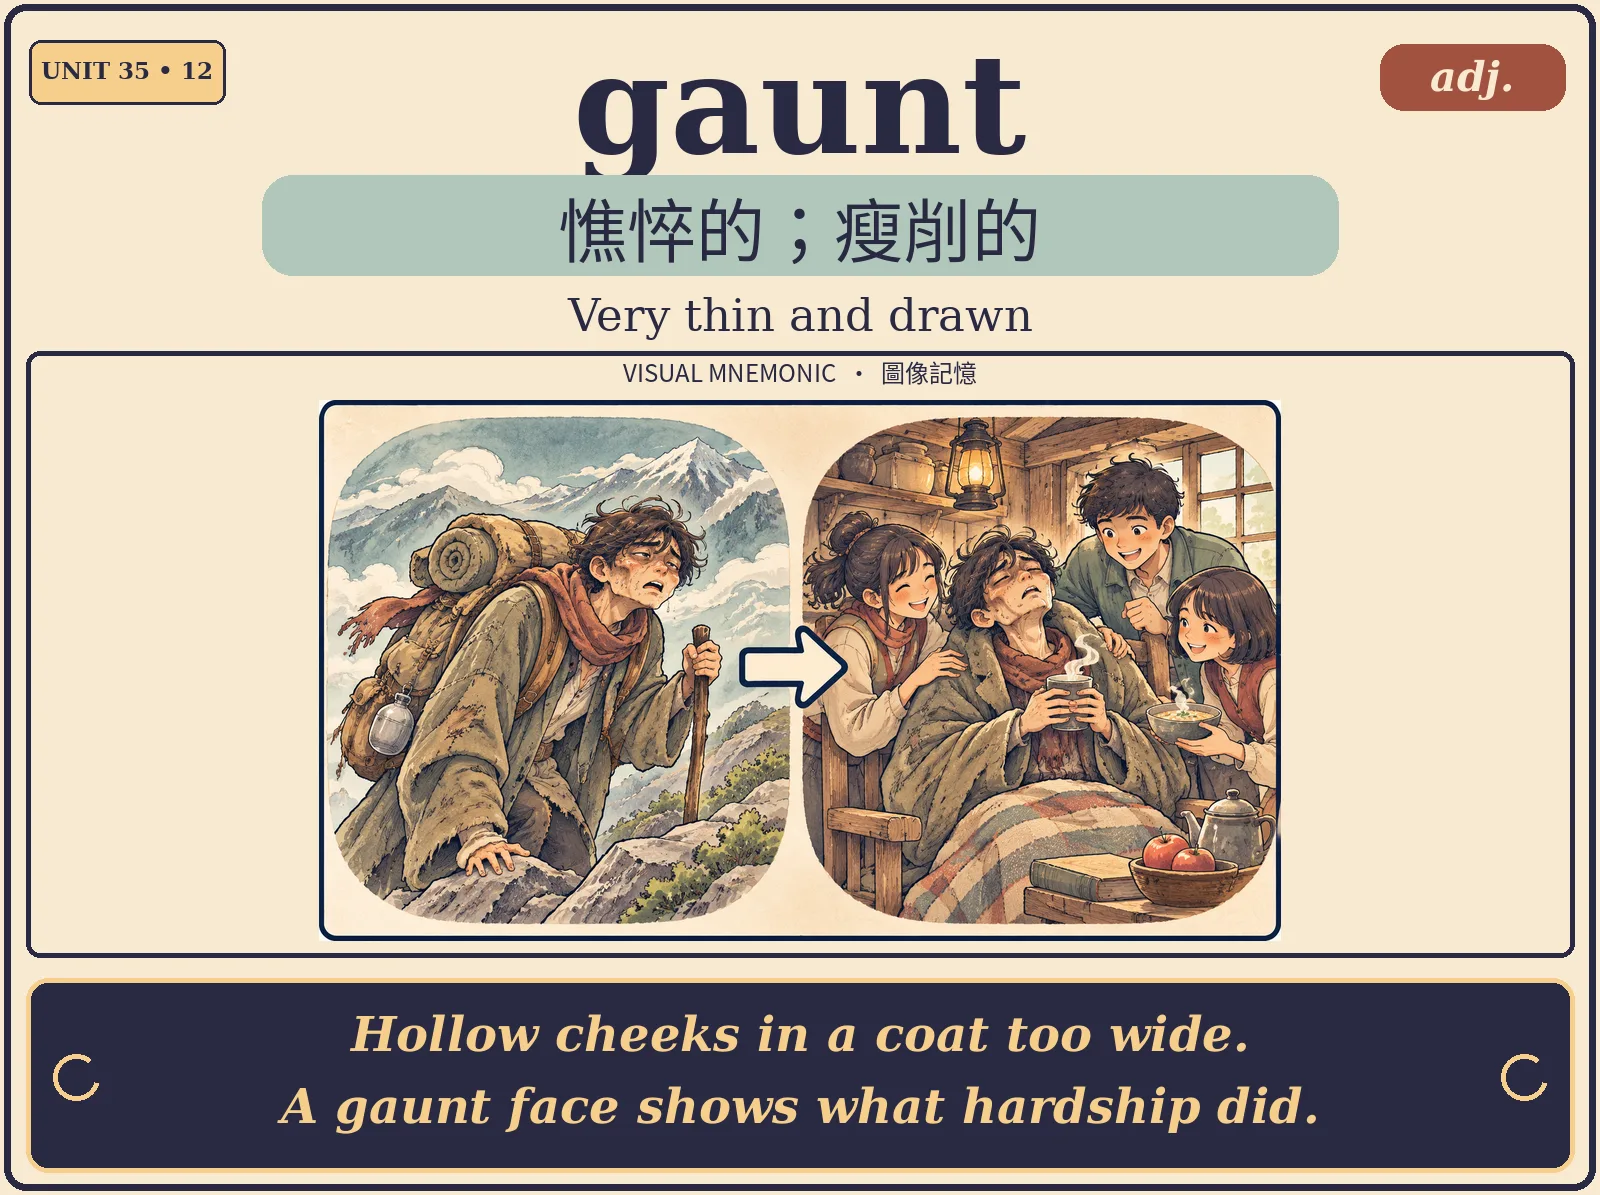 UNIT 35 • 12
gaunt
adj.
憔悴的；瘦削的
Very thin and drawn
VISUAL MNEMONIC • 圖像記憶
Hollow cheeks in a coat too wide.
A gaunt face shows what hardship did.